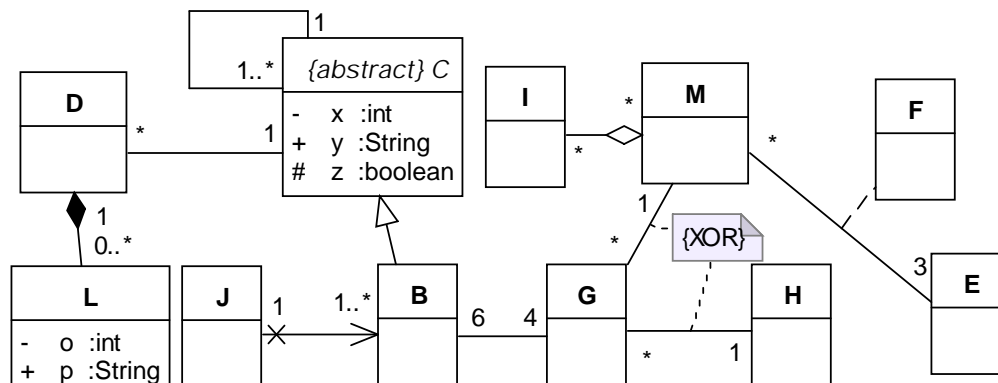 1
1..*
{abstract} C
- x :int
+ y :String
# z :boolean
D
*
1
I
*
*
M
*
F
1
0..*
1
*
{XOR}
3
E
L
- o :int
+ p :String
J
1
1..*
B
6
4
G
*
1
H